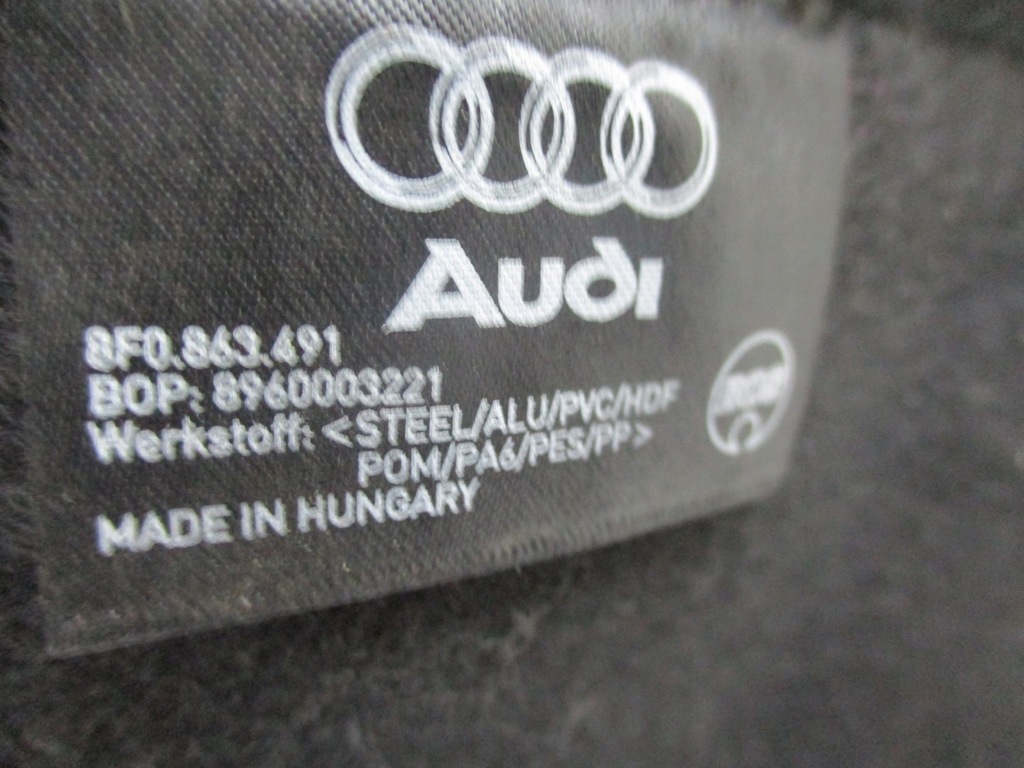 Audi
8F0.863.491
BOP: 8960003221
Werkstoff: <STEEL/ALU/PVC/HDF
POM/PA6/PES/PP>
MADE IN HUNGARY